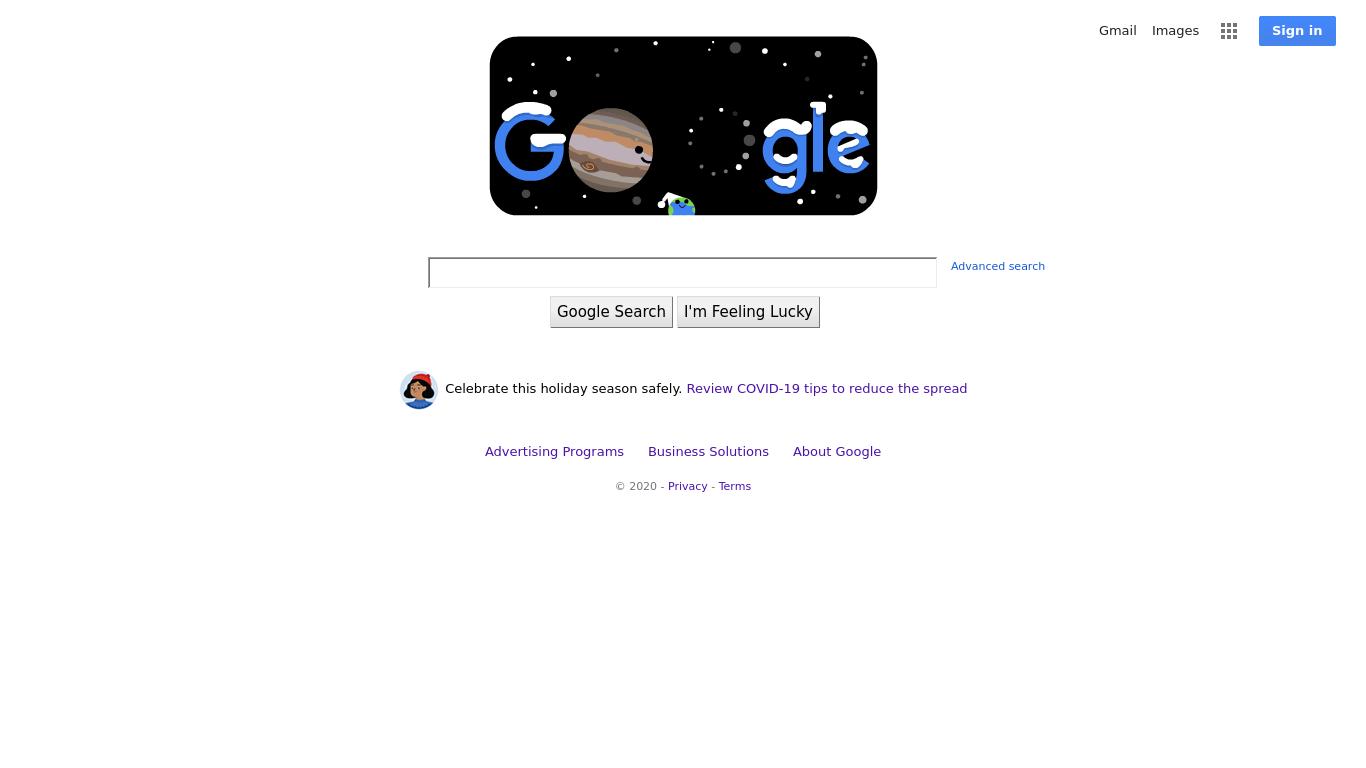 Gmail Images Sign in
G gle
Advanced search
Google Search I'm Feeling Lucky
Celebrate this holiday season safely. Review COVID-19 tips to reduce the spread
Advertising Programs Business Solutions About Google
© 2020 - Privacy - Terms